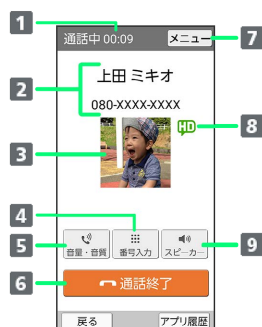 1
通話中 00:09
メニュー
7
2
上田 ミキオ
080-XXXX-XXXX
HD
8
3
4
5
音量・音質
番号入力
スピーカー
9
6
通話終了
戻る
アプリ履歴